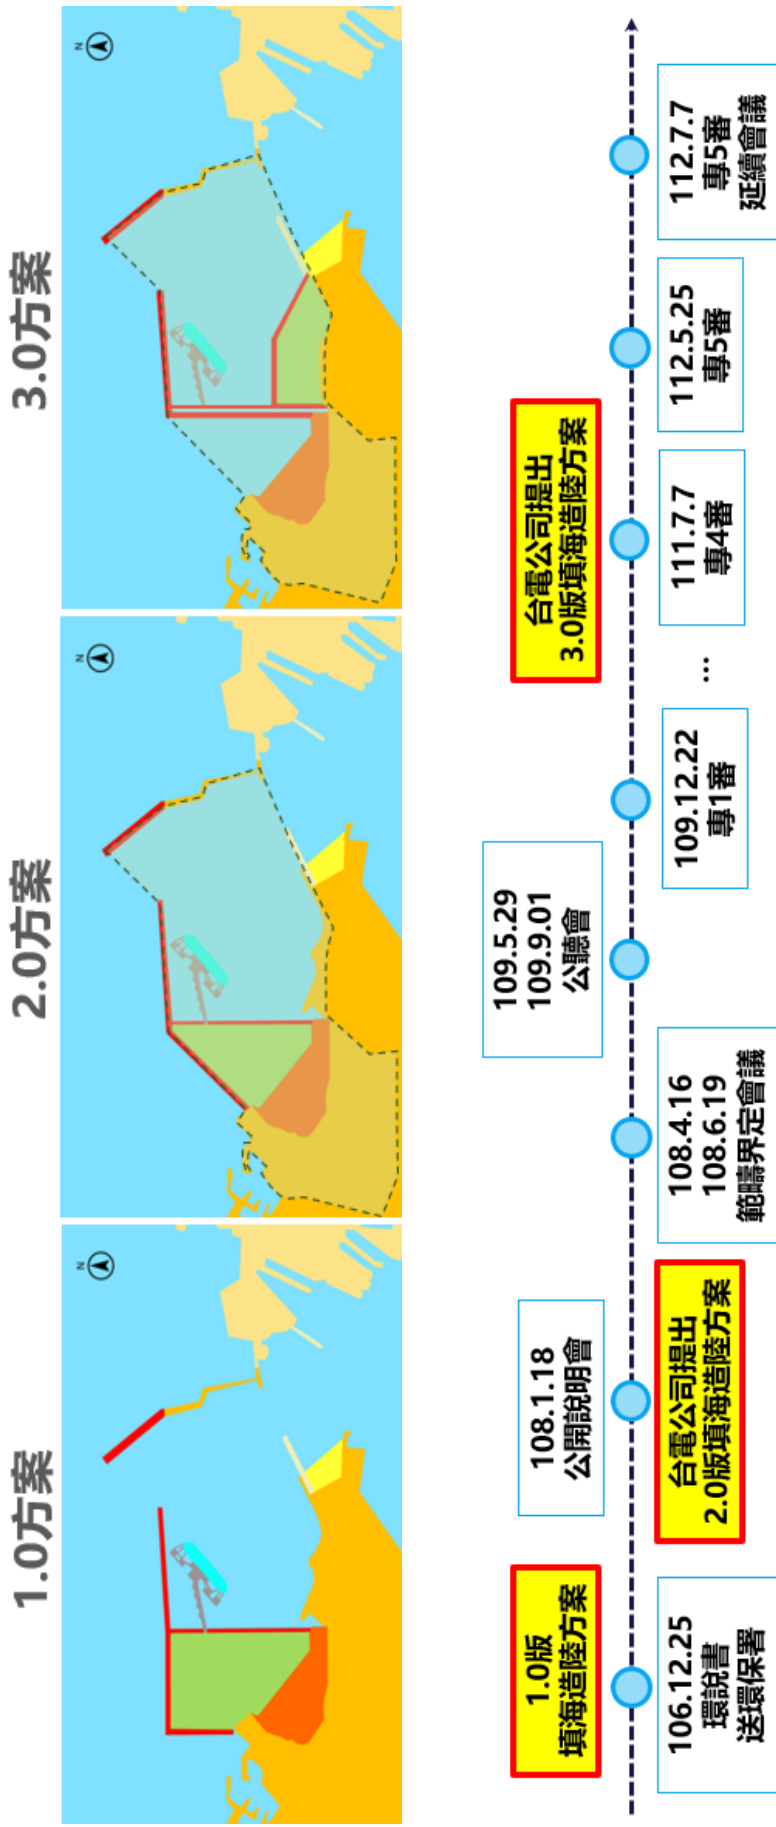 1.0方案
2.0方案
3.0方案
N
N
N
1.0版
填海造陸方案
106.12.25
環說書
送環保署
108.1.18
公開說明會
台電公司提出
2.0版填海造陸方案
108.4.16
108.6.19
範疇界定會議
109.5.29
109.9.01
公聽會
109.12.22
專1審
...
台電公司提出
3.0版填海造陸方案
111.7.7
專4審
112.5.25
專5審
112.7.7
專5審
延續會議